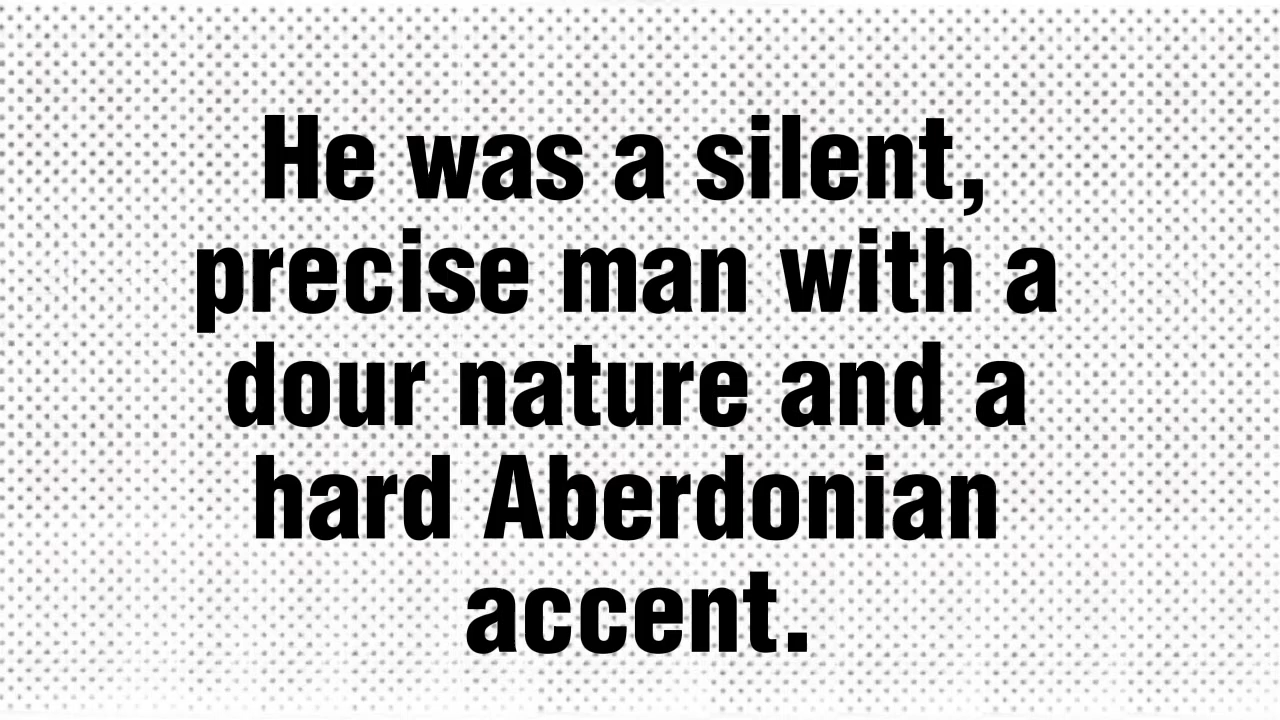 He was a silent,
precise man with a
dour nature and a
hard Aberdonian
accent.